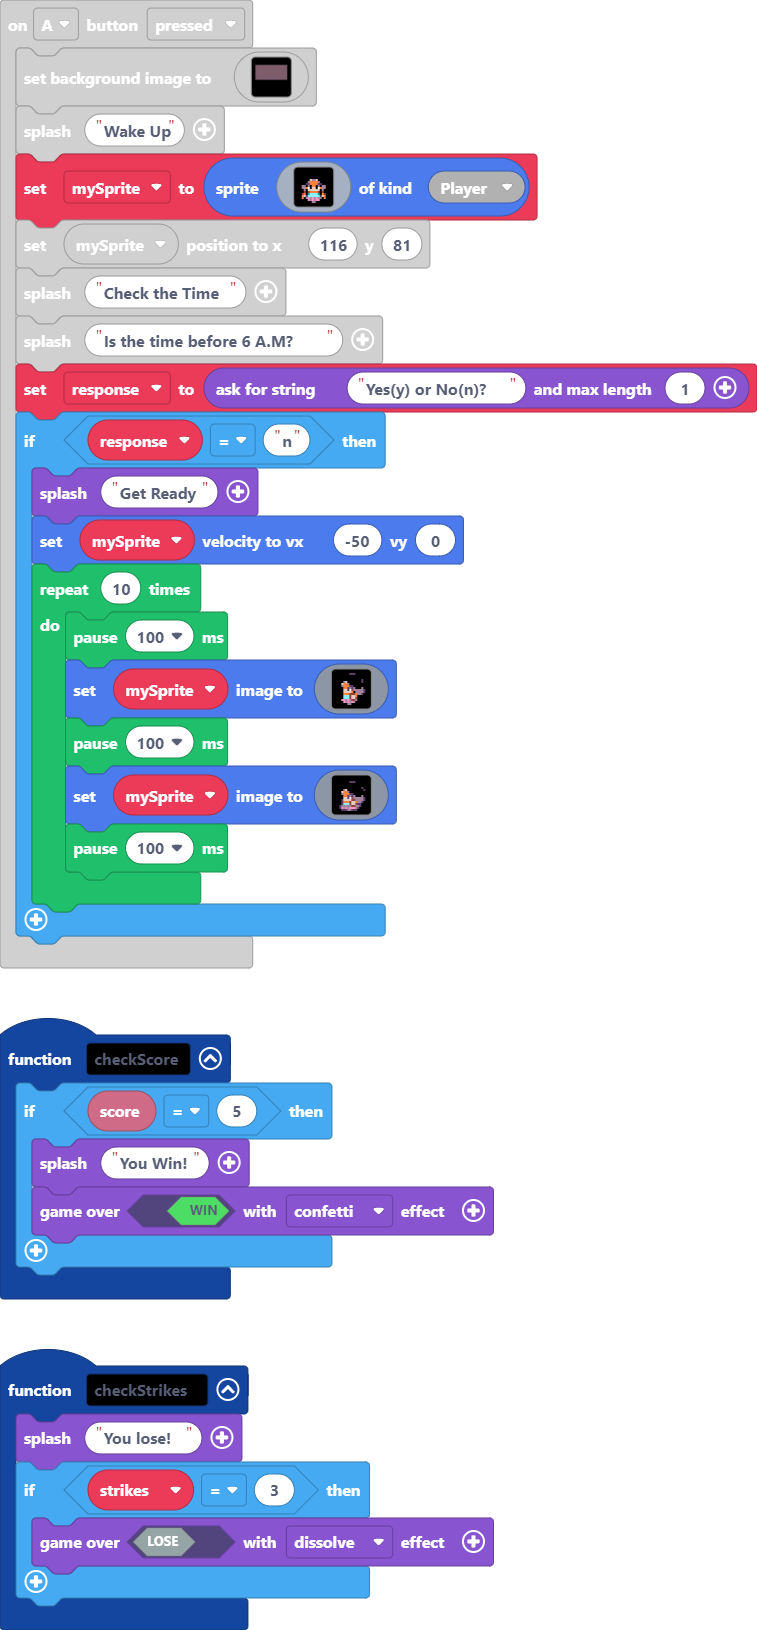 on A button pressed
set background image to
splash "Wake Up"
set mySprite to sprite of kind Player
set mySprite position to x 116 y 81
splash "Check the Time"
splash "Is the time before 6 A.M?"
set response to ask for string "Yes(y) or No(n)?" and max length 1
if response = "n" then
splash "Get Ready"
set mySprite velocity to vx -50 vy 0
repeat 10 times
do pause 100 ms
set mySprite image to
pause 100 ms
set mySprite image to
pause 100 ms
function checkScore
if score = 5 then
splash "You Win!"
game over WIN with confetti effect
function checkStrikes
splash "You lose!"
if strikes = 3 then
game over LOSE with dissolve effect